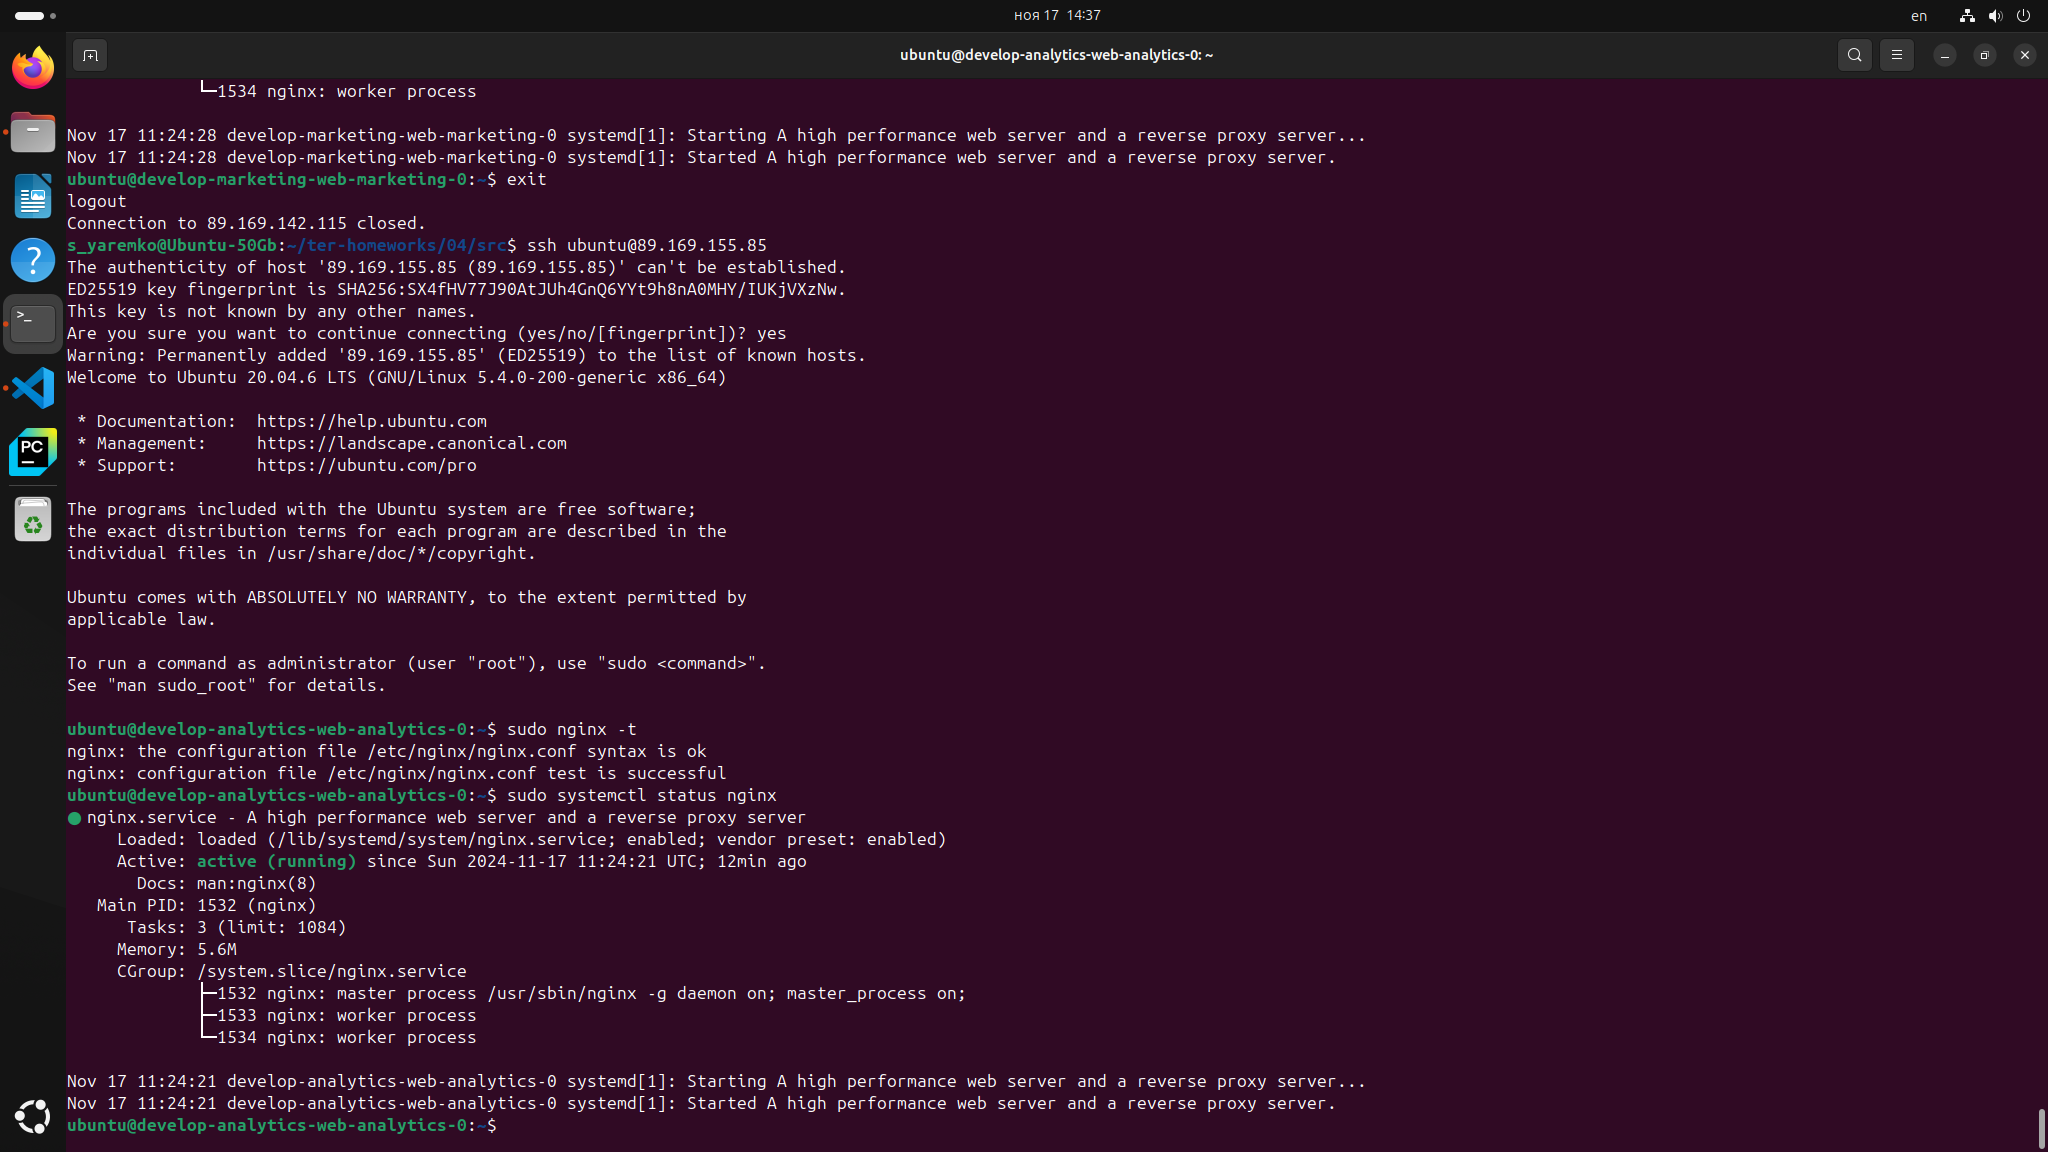 ноя 17 14:37
en
ubuntu@develop-analytics-web-analytics-0: ~
└─1534 nginx: worker process
Nov 17 11:24:28 develop-marketing-web-marketing-0 systemd[1]: Starting A high performance web server and a reverse proxy server...
Nov 17 11:24:28 develop-marketing-web-marketing-0 systemd[1]: Started A high performance web server and a reverse proxy server.
ubuntu@develop-marketing-web-marketing-0:~$ exit
logout
Connection to 89.169.142.115 closed.
s_yaremko@Ubuntu-50Gb:~/ter-homeworks/04/src$ ssh ubuntu@89.169.155.85
The authenticity of host '89.169.155.85 (89.169.155.85)' can't be established.
ED25519 key fingerprint is SHA256:SX4fHV77J90AtJUh4GnQ6YYt9h8nA0MHY/IUKjVXzNw.
This key is not known by any other names.
Are you sure you want to continue connecting (yes/no/[fingerprint])? yes
Warning: Permanently added '89.169.155.85' (ED25519) to the list of known hosts.
Welcome to Ubuntu 20.04.6 LTS (GNU/Linux 5.4.0-200-generic x86_64)
* Documentation:  https://help.ubuntu.com
* Management:     https://landscape.canonical.com
* Support:        https://ubuntu.com/pro
The programs included with the Ubuntu system are free software;
the exact distribution terms for each program are described in the
individual files in /usr/share/doc/*/copyright.
Ubuntu comes with ABSOLUTELY NO WARRANTY, to the extent permitted by
applicable law.
To run a command as administrator (user "root"), use "sudo <command>".
See "man sudo_root" for details.
ubuntu@develop-analytics-web-analytics-0:~$ sudo nginx -t
nginx: the configuration file /etc/nginx/nginx.conf syntax is ok
nginx: configuration file /etc/nginx/nginx.conf test is successful
ubuntu@develop-analytics-web-analytics-0:~$ sudo systemctl status nginx
● nginx.service - A high performance web server and a reverse proxy server
Loaded: loaded (/lib/systemd/system/nginx.service; enabled; vendor preset: enabled)
Active: active (running) since Sun 2024-11-17 11:24:21 UTC; 12min ago
Docs: man:nginx(8)
Main PID: 1532 (nginx)
Tasks: 3 (limit: 1084)
Memory: 5.6M
CGroup: /system.slice/nginx.service
├─1532 nginx: master process /usr/sbin/nginx -g daemon on; master_process on;
├─1533 nginx: worker process
└─1534 nginx: worker process
Nov 17 11:24:21 develop-analytics-web-analytics-0 systemd[1]: Starting A high performance web server and a reverse proxy server...
Nov 17 11:24:21 develop-analytics-web-analytics-0 systemd[1]: Started A high performance web server and a reverse proxy server.
ubuntu@develop-analytics-web-analytics-0:~$
PC